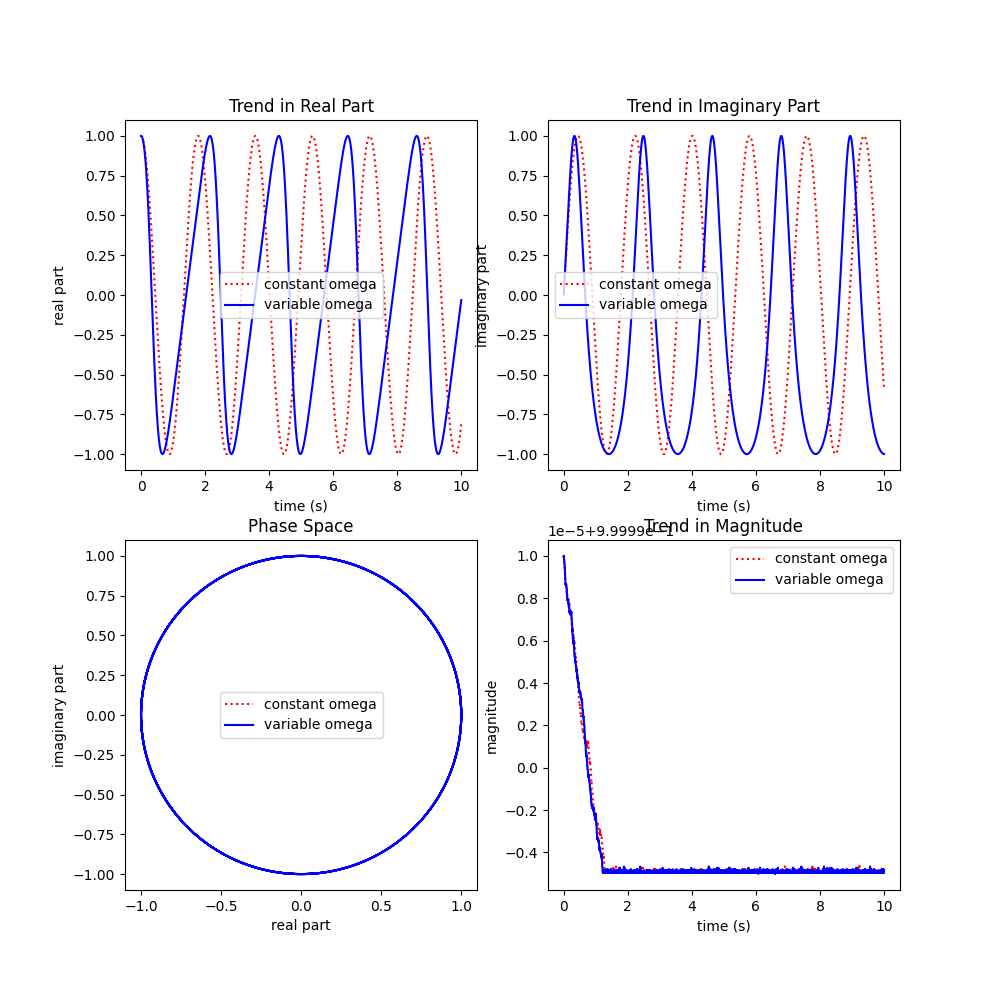 Trend in Real Part
1.00
0.75
0.50
0.25
0.00
−0.25
−0.50
−0.75
−1.00
real part
constant omega
variable omega
0 2 4 6 8 10
time (s)
Trend in Imaginary Part
1.00
0.75
0.50
0.25
0.00
−0.25
−0.50
−0.75
−1.00
imaginary part
constant omega
variable omega
0 2 4 6 8 10
time (s)
Phase Space
1.00
0.75
0.50
0.25
0.00
−0.25
−0.50
−0.75
−1.00
imaginary part
constant omega
variable omega
−1.0 −0.5 0.0 0.5 1.0
real part
Trend in Magnitude
1e−5+9.9999e−1
1.0
0.8
0.6
0.4
0.2
0.0
−0.2
−0.4
magnitude
constant omega
variable omega
0 2 4 6 8 10
time (s)